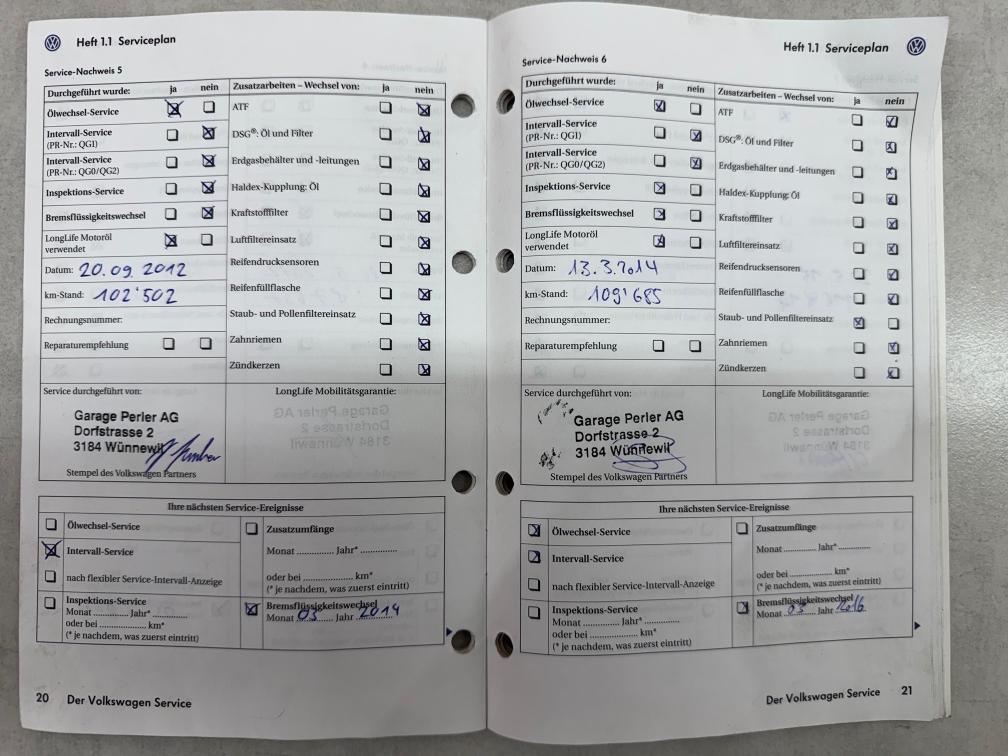 Heft 1.1 Serviceplan
Service-Nachweis 5
Durchgeführt wurde: ja nein
Ölwechsel-Service
Intervall-Service
(PR-Nr.: QG1)
Intervall-Service
(PR-Nr.: QG0/QG2)
Inspektions-Service
Bremsflüssigkeitswechsel
LongLife Motoröl
verwendet
Datum: 20.09.2012
km-Stand: 102'502
Rechnungsnummer:
Reparaturempfehlung
Zusatzarbeiten – Wechsel von: ja nein
ATF
DSG®: Öl und Filter
Erdgasbehälter und -leitungen
Haldex-Kupplung: Öl
Kraftstofffilter
Luftfiltereinsatz
Reifendrucksensoren
Reifenfüllflasche
Staub- und Pollenfiltereinsatz
Zahnriemen
Zündkerzen
Service durchgeführt von:
Garage Perler AG
Dorfstrasse 2
3184 Wünnewil
Stempel des Volkswagen Partners
LongLife Mobilitätsgarantie:
Ihre nächsten Service-Ereignisse
Ölwechsel-Service
Intervall-Service
nach flexibler Service-Intervall-Anzeige
Inspektions-Service
Monat ............ Jahr* ............
oder bei .................... km*
(* je nachdem, was zuerst eintritt)
Zusatzumfänge
Monat ............ Jahr* ............
oder bei .................... km*
(* je nachdem, was zuerst eintritt)
Bremsflüssigkeitswechsel
Monat 03 Jahr 2014
20 Der Volkswagen Service
Heft 1.1 Serviceplan
Service-Nachweis 6
Durchgeführt wurde: ja nein
Ölwechsel-Service
Intervall-Service
(PR-Nr.: QG1)
Intervall-Service
(PR-Nr.: QG0/QG2)
Inspektions-Service
Bremsflüssigkeitswechsel
LongLife Motoröl
verwendet
Datum: 13.3.2014
km-Stand: 109'685
Rechnungsnummer:
Reparaturempfehlung
Zusatzarbeiten – Wechsel von: ja nein
ATF
DSG®: Öl und Filter
Erdgasbehälter und -leitungen
Haldex-Kupplung: Öl
Kraftstofffilter
Luftfiltereinsatz
Reifendrucksensoren
Reifenfüllflasche
Staub- und Pollenfiltereinsatz
Zahnriemen
Zündkerzen
Service durchgeführt von:
Garage Perler AG
Dorfstrasse 2
3184 Wünnewil
Stempel des Volkswagen Partners
LongLife Mobilitätsgarantie:
Ihre nächsten Service-Ereignisse
Ölwechsel-Service
Intervall-Service
nach flexibler Service-Intervall-Anzeige
Inspektions-Service
Monat ............ Jahr* ............
oder bei .................... km*
(* je nachdem, was zuerst eintritt)
Zusatzumfänge
Monat ............ Jahr* ............
oder bei .................... km*
(* je nachdem, was zuerst eintritt)
Bremsflüssigkeitswechsel
Monat 03 Jahr 2016
Der Volkswagen Service 21